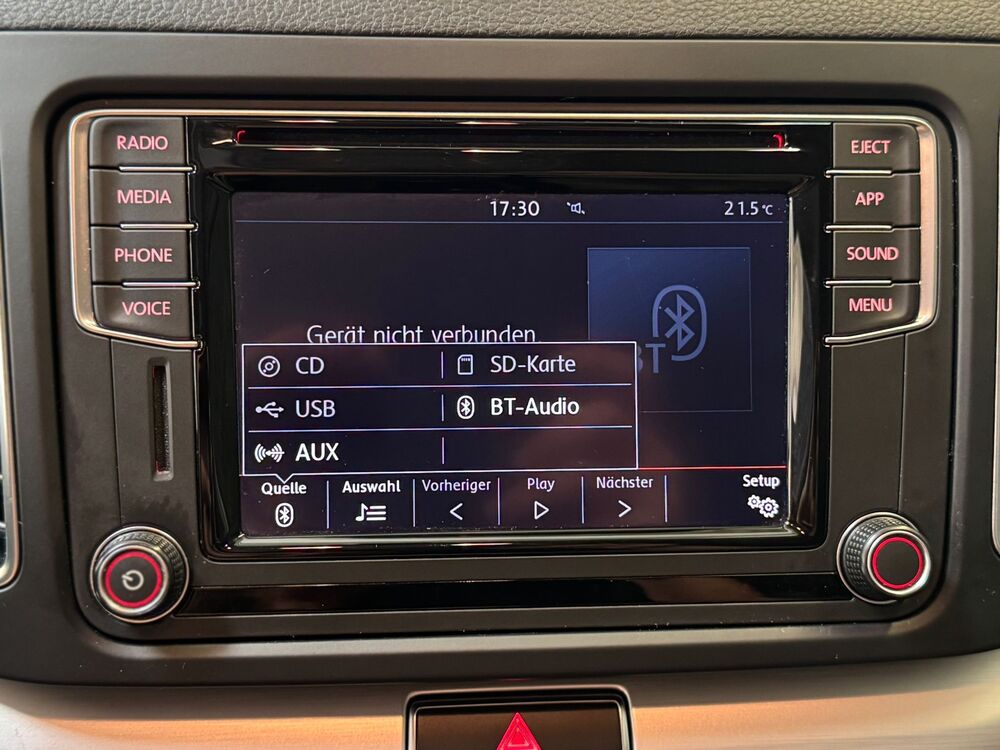 RADIO
MEDIA
PHONE
VOICE
EJECT
APP
SOUND
MENU
17:30
21.5°C
Gerät nicht verbunden.
BT
CD
SD-Karte
USB
BT-Audio
AUX
Quelle
Auswahl
Vorheriger
Play
Nächster
Setup